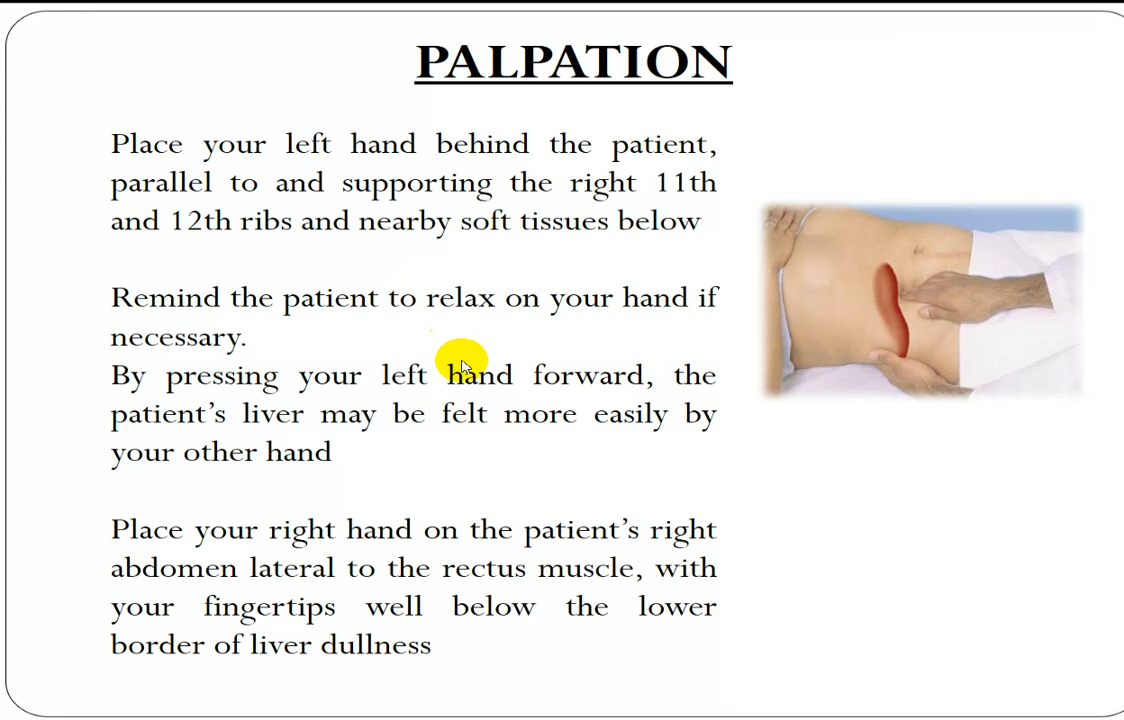 PALPATION
Place your left hand behind the patient,
parallel to and supporting the right 11th
and 12th ribs and nearby soft tissues below
Remind the patient to relax on your hand if
necessary.
By pressing your left hand forward, the
patient’s liver may be felt more easily by
your other hand
Place your right hand on the patient’s right
abdomen lateral to the rectus muscle, with
your fingertips well below the lower
border of liver dullness